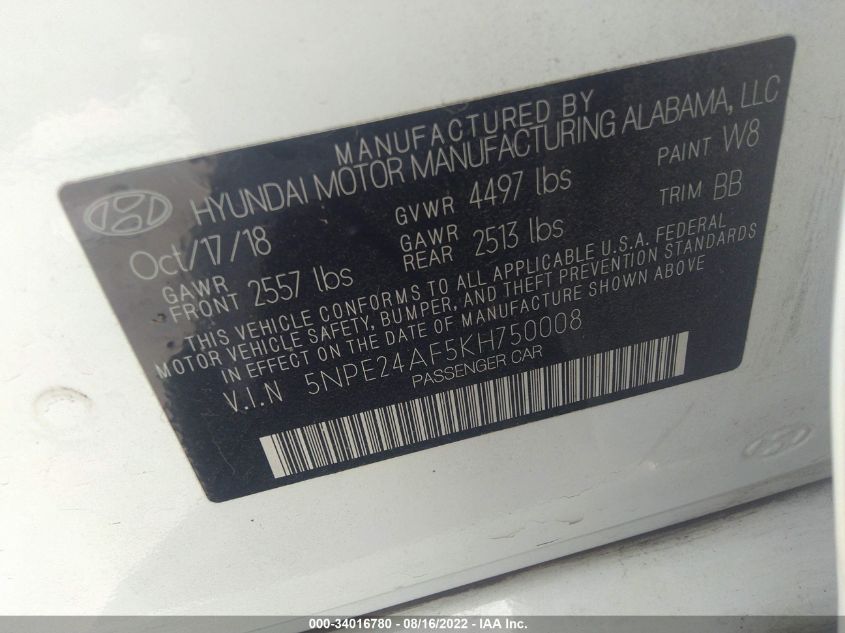 MANUFACTURED BY
HYUNDAI MOTOR MANUFACTURING ALABAMA, LLC
Oct/17/18 GVWR 4497 lbs PAINT W8
GAWR FRONT 2557 lbs GAWR REAR 2513 lbs TRIM BB
THIS VEHICLE CONFORMS TO ALL APPLICABLE U.S.A. FEDERAL
MOTOR VEHICLE SAFETY, BUMPER, AND THEFT PREVENTION STANDARDS
IN EFFECT ON THE DATE OF MANUFACTURE SHOWN ABOVE
V.I.N 5NPE24AF5KH750008
PASSENGER CAR
000-34016780 - 08/16/2022 - IAA Inc.